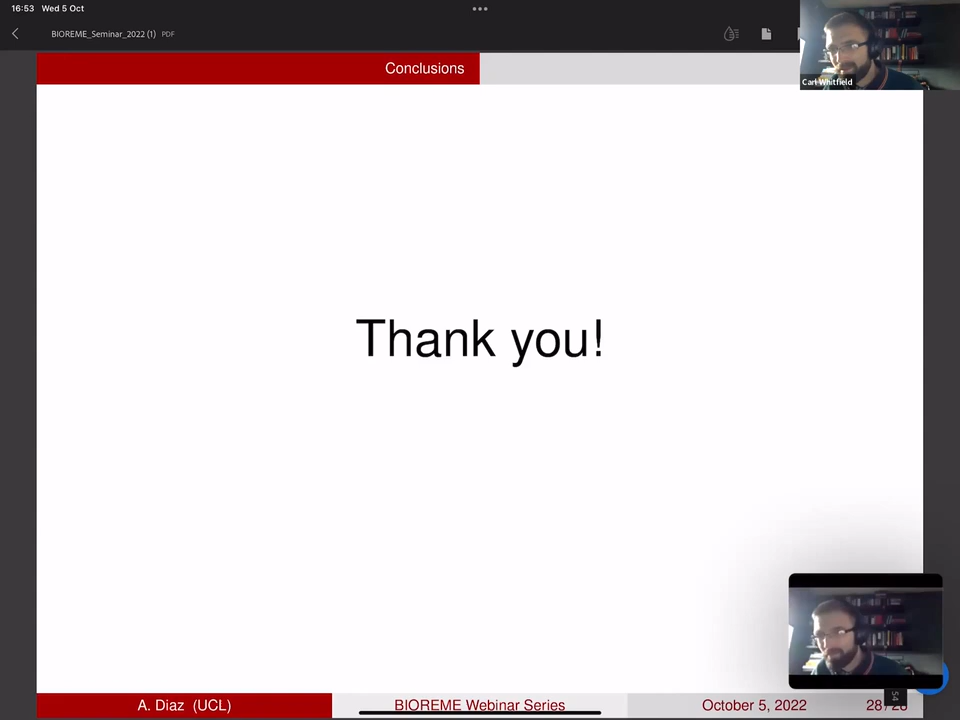 16:53 Wed 5 Oct
BIOREME_Seminar_2022 (1) PDF
Carl Whitfield
Conclusions
Thank you!
54
A. Diaz (UCL)
BIOREME Webinar Series
October 5, 2022